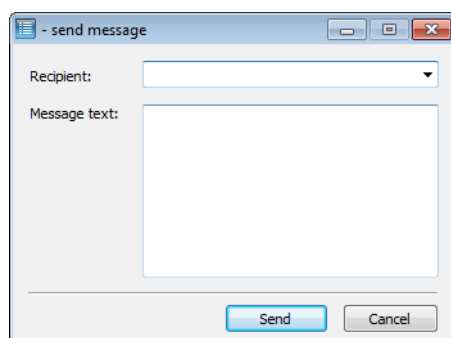 - send message
Recipient:
Message text:
Send Cancel